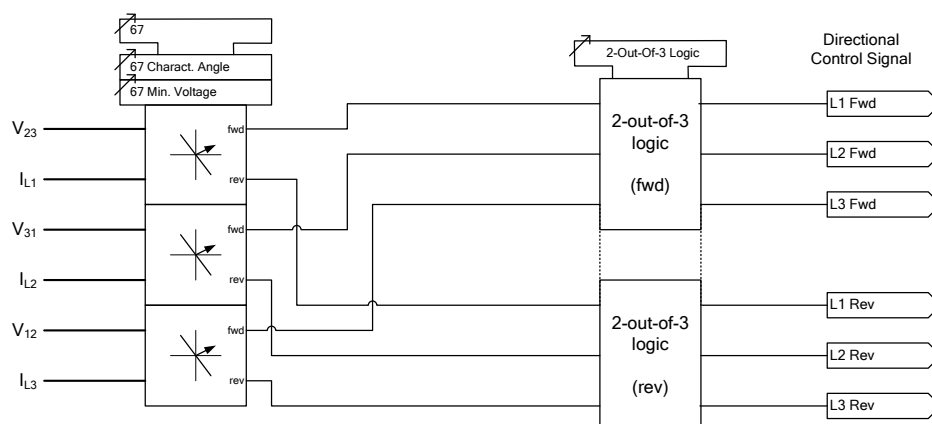 67
67 Charact. Angle
67 Min. Voltage
2-Out-Of-3 Logic
Directional
Control Signal
V23
IL1
V31
IL2
V12
IL3
fwd
rev
fwd
rev
fwd
rev
2-out-of-3
logic
(fwd)
2-out-of-3
logic
(rev)
L1 Fwd
L2 Fwd
L3 Fwd
L1 Rev
L2 Rev
L3 Rev